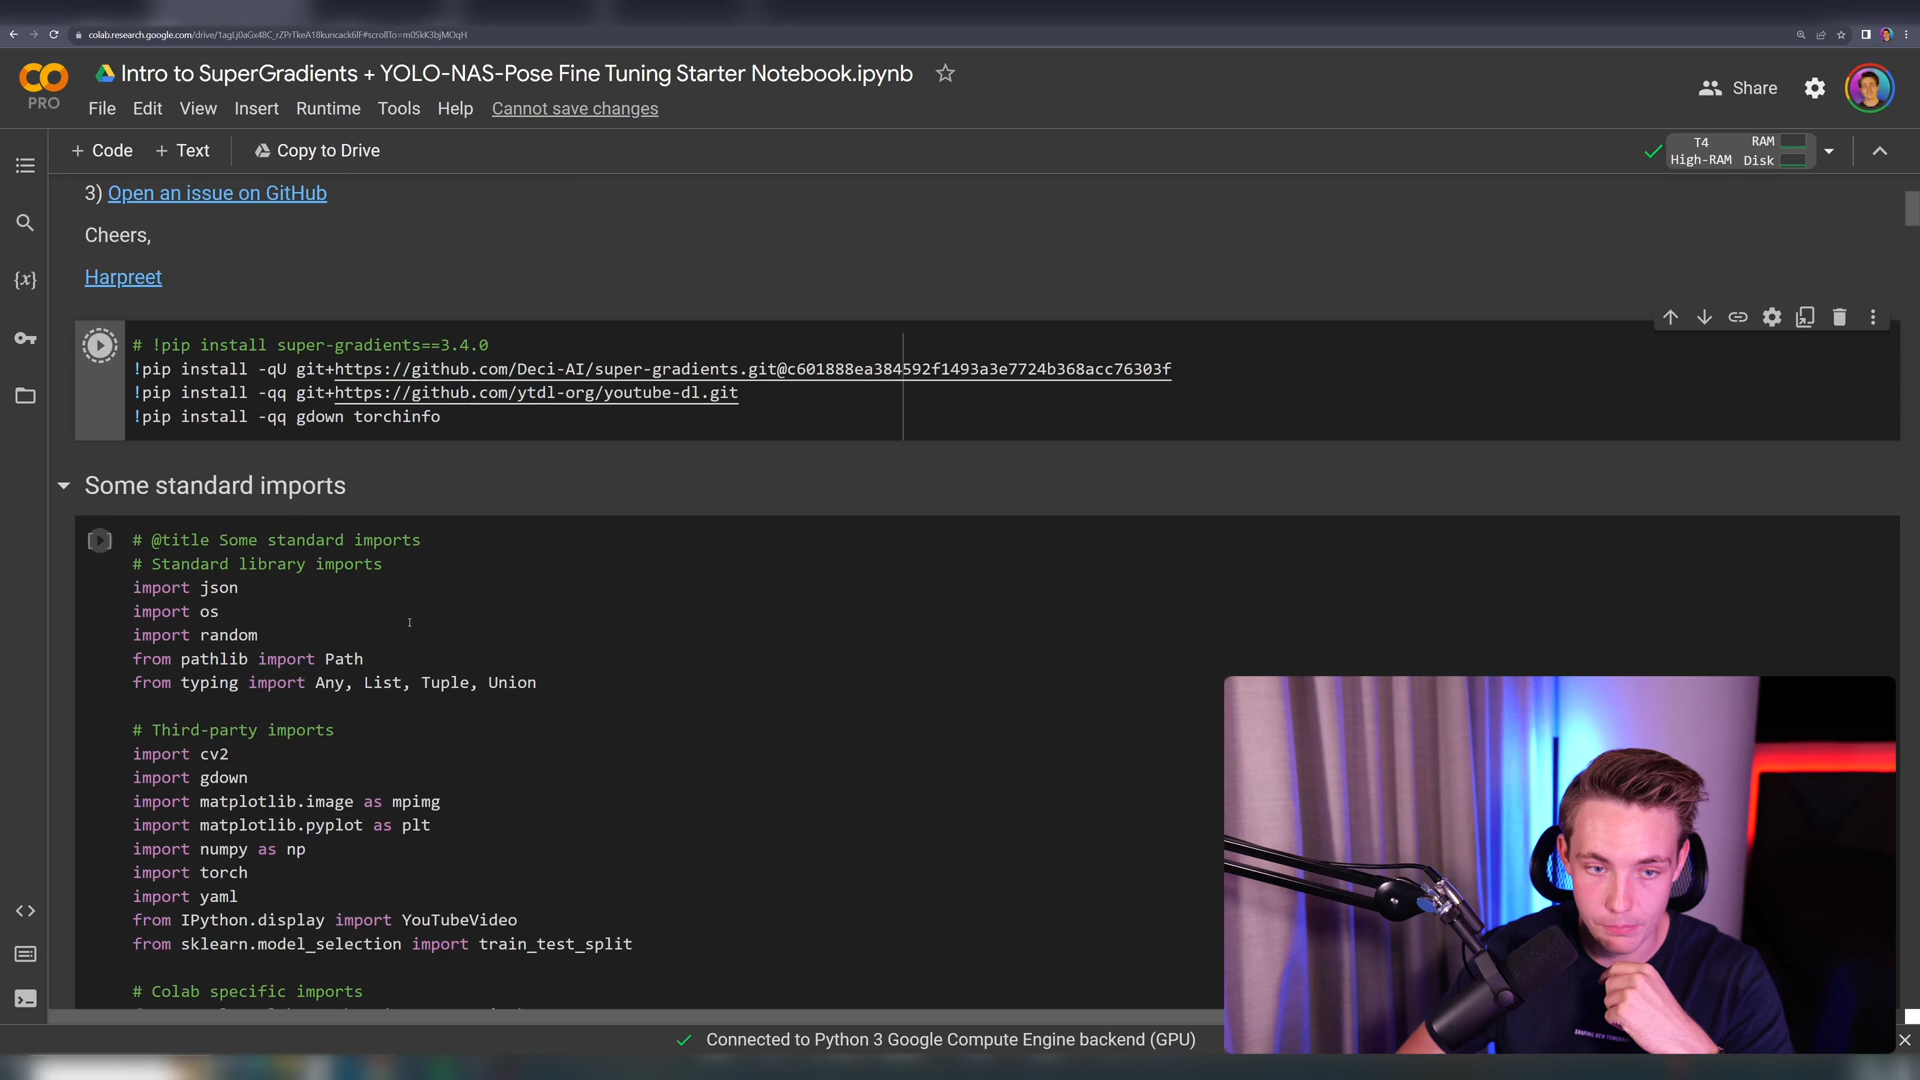 colab.research.google.com/drive/1agLj0aGx48C_rZPrTkeA18kuncack6lF#scrollTo=m0SkK3bjMOqH
CO
PRO
Intro to SuperGradients + YOLO-NAS-Pose Fine Tuning Starter Notebook.ipynb
Share
File Edit View Insert Runtime Tools Help Cannot save changes
+ Code + Text Copy to Drive
T4 RAM
High-RAM Disk
3) Open an issue on GitHub
Cheers,
{x}
Harpreet
# !pip install super-gradients==3.4.0
!pip install -qU git+https://github.com/Deci-AI/super-gradients.git@c601888ea384592f1493a3e7724b368acc76303f
!pip install -qq git+https://github.com/ytdl-org/youtube-dl.git
!pip install -qq gdown torchinfo
Some standard imports
# @title Some standard imports
# Standard library imports
import json
import os
import random
from pathlib import Path
from typing import Any, List, Tuple, Union
# Third-party imports
import cv2
import gdown
import matplotlib.image as mpimg
import matplotlib.pyplot as plt
import numpy as np
import torch
import yaml
from IPython.display import YouTubeVideo
from sklearn.model_selection import train_test_split
# Colab specific imports
Connected to Python 3 Google Compute Engine backend (GPU)